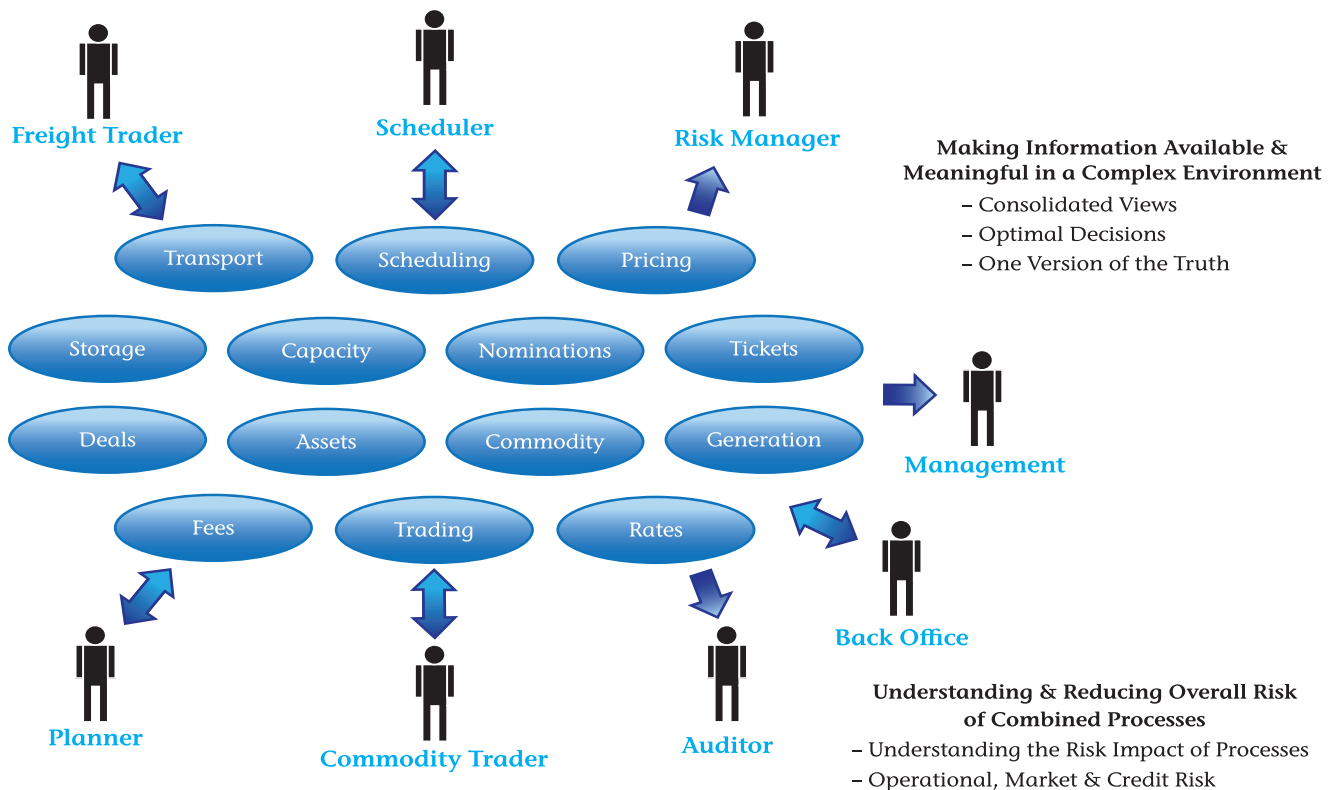 Freight Trader
Scheduler
Risk Manager
Making Information Available &
Meaningful in a Complex Environment
– Consolidated Views
– Optimal Decisions
– One Version of the Truth
Transport
Scheduling
Pricing
Storage
Capacity
Nominations
Tickets
Management
Deals
Assets
Commodity
Generation
Fees
Trading
Rates
Back Office
Planner
Commodity Trader
Auditor
Understanding & Reducing Overall Risk
of Combined Processes
– Understanding the Risk Impact of Processes
– Operational, Market & Credit Risk